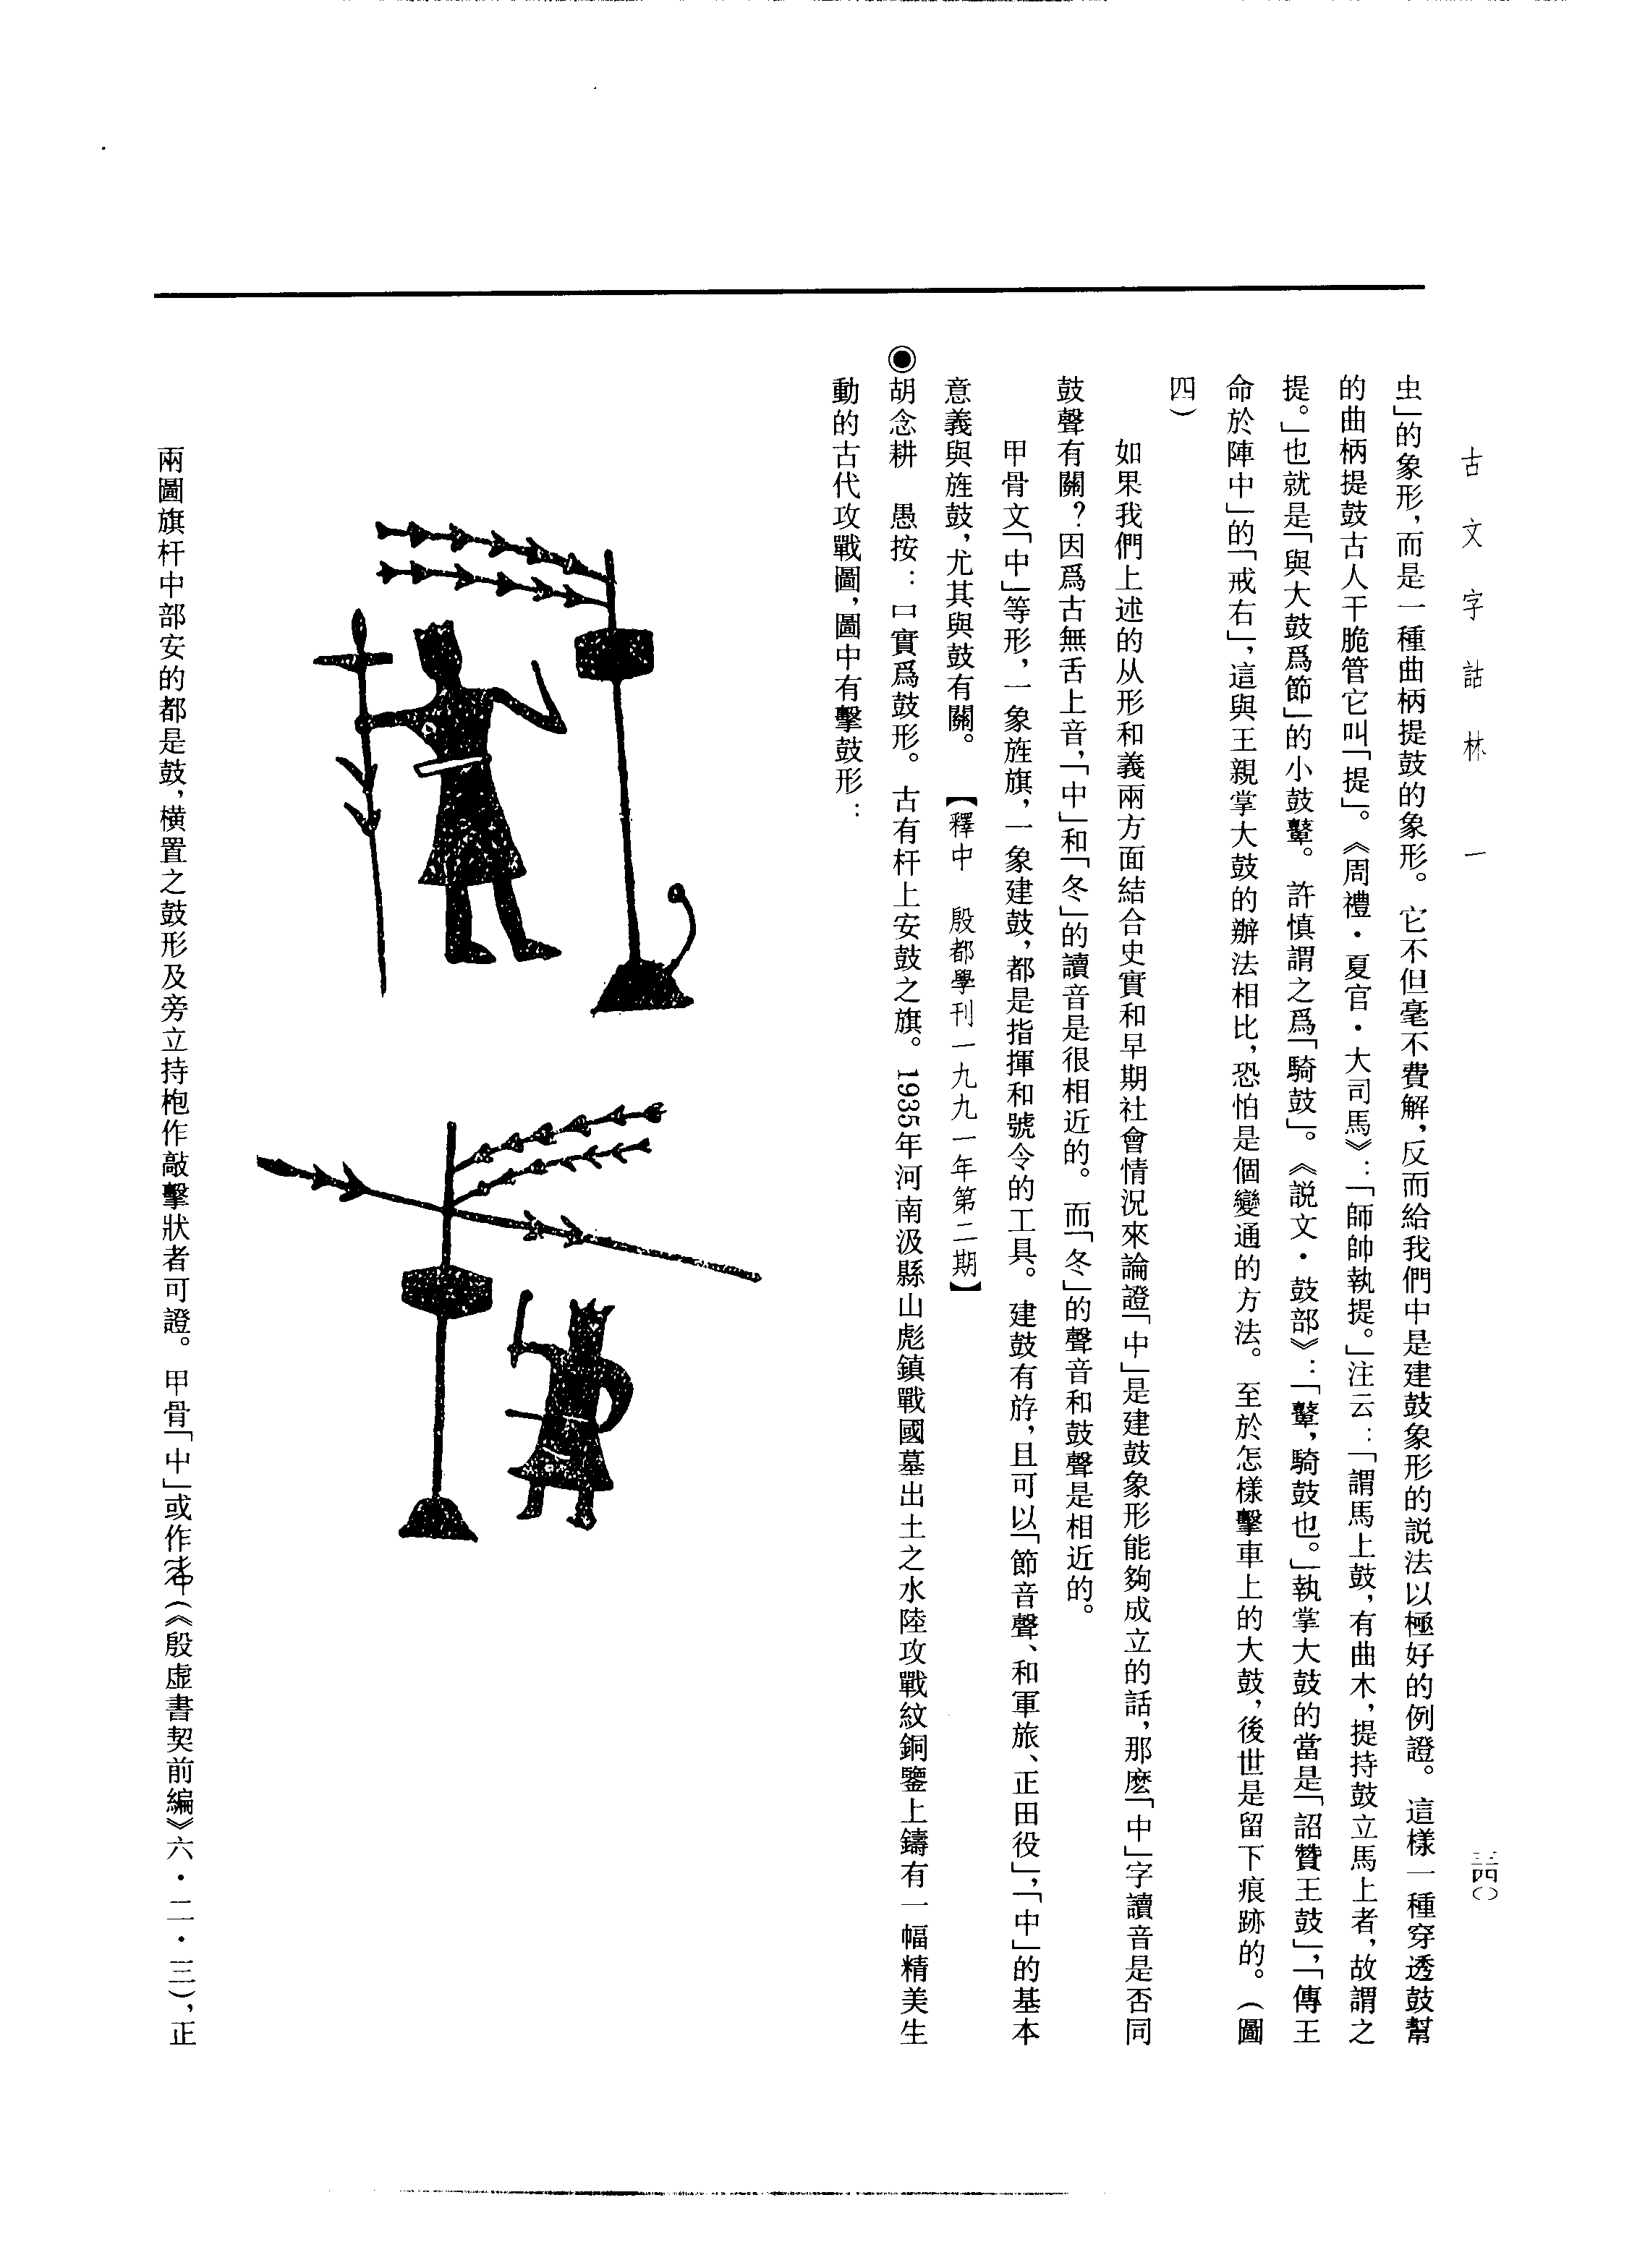 古文字詁林 一
三四〇
虫」的象形，而是一種曲柄提鼓的象形。它不但毫不費解，反而給我們中是建鼓象形的説法以極好的例證。這樣一種穿透鼓幫
的曲柄提鼓古人干脆管它叫「提」。《周禮·夏官·大司馬》：「師帥執提。」注云：「謂馬上鼓，有曲木，提持鼓立馬上者，故謂之
提。」也就是「與大鼓爲節」的小鼓鼙。許慎謂之爲「騎鼓」。《説文·鼓部》：「鼙，騎鼓也。」執掌大鼓的當是「詔贊王鼓」，「傳王
命於陣中」的「戒右」，這與王親掌大鼓的辦法相比，恐怕是個變通的方法。至於怎樣擊車上的大鼓，後世是留下痕跡的。（圖
四）
如果我們上述的从形和義兩方面結合史實和早期社會情況來論證「中」是建鼓象形能夠成立的話，那麽「中」字讀音是否同
鼓聲有關？因爲古無舌上音，「中」和「冬」的讀音是很相近的。而「冬」的聲音和鼓聲是相近的。
甲骨文「中」等形，一象旌旗，一象建鼓，都是指揮和號令的工具。建鼓有斿，且可以「節音聲、和軍旅、正田役」，「中」的基本
意義與旌鼓，尤其與鼓有關。【釋中 殷都學刊一九九一年第二期】
◉胡念耕 愚按：口實爲鼓形。古有杆上安鼓之旗。1935年河南汲縣山彪鎮戰國墓出土之水陸攻戰紋銅鑒上鑄有一幅精美生
動的古代攻戰圖，圖中有擊鼓形：
兩圖旗杆中部安的都是鼓，橫置之鼓形及旁立持枹作敲擊狀者可證。甲骨「中」或作（《殷虚書契前編》六·二·三），正